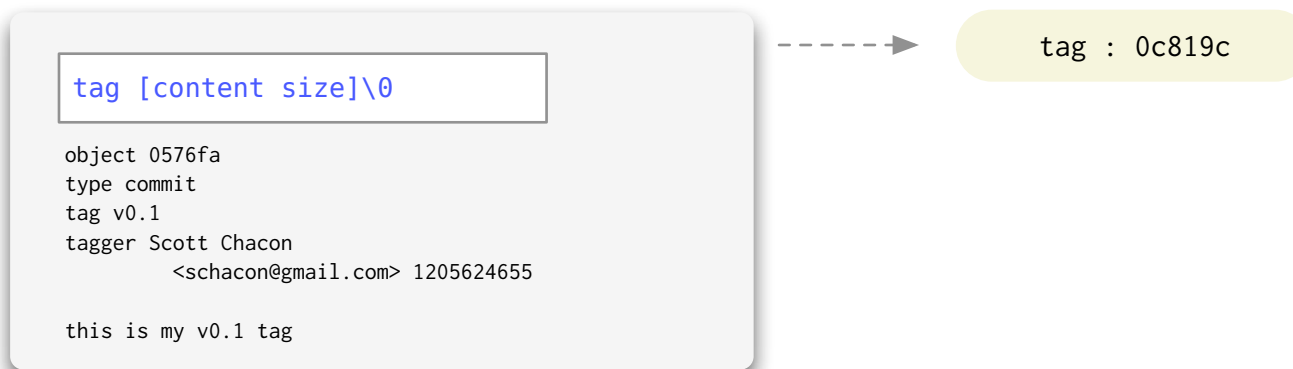 tag [content size]\0
object 0576fa
type commit
tag v0.1
tagger Scott Chacon
<schacon@gmail.com> 1205624655
this is my v0.1 tag
tag : 0c819c